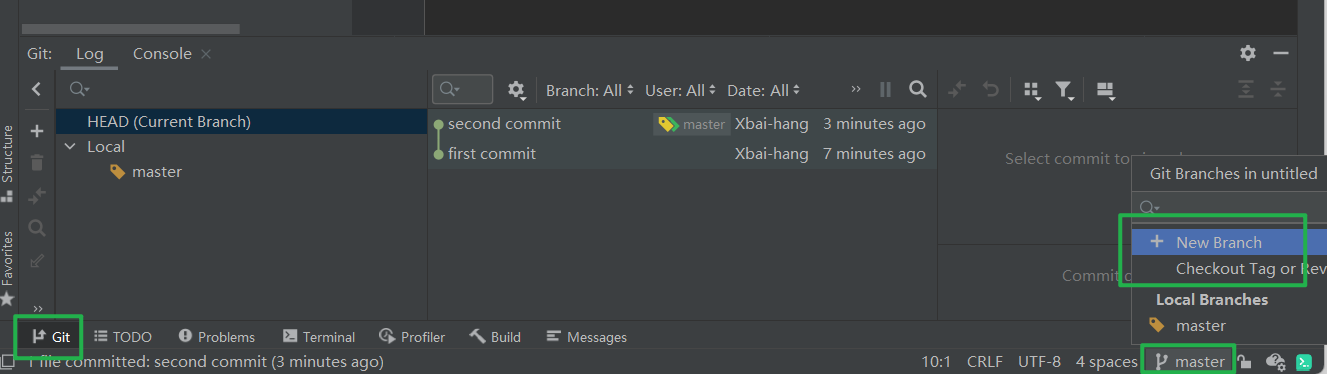 Git: Log Console
Branch: All User: All Date: All
HEAD (Current Branch)
Local
master
second commit master Xbai-hang 3 minutes ago
first commit Xbai-hang 7 minutes ago
Select commit to
Commit
Structure
Favorites
Git Branches in untitled
New Branch
Checkout Tag or Rev
Local Branches
master
Git TODO Problems Terminal Profiler Build Messages
1 file committed: second commit (3 minutes ago)
10:1 CRLF UTF-8 4 spaces master